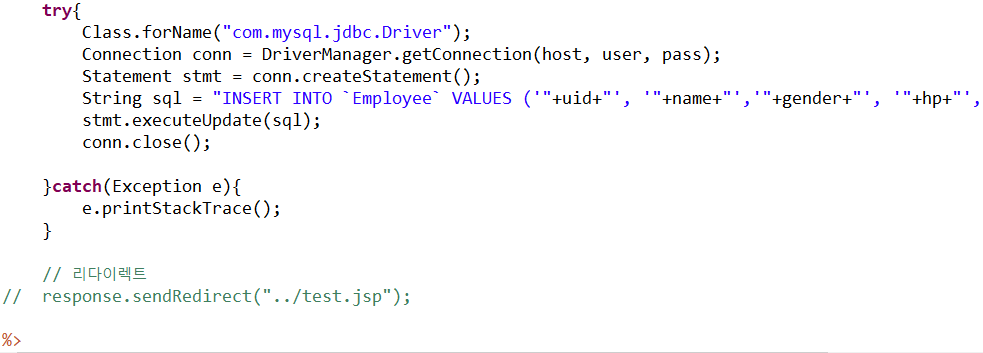 try{
Class.forName("com.mysql.jdbc.Driver");
Connection conn = DriverManager.getConnection(host, user, pass);
Statement stmt = conn.createStatement();
String sql = "INSERT INTO `Employee` VALUES ('"+uid+"', '"+name+"','"+gender+"', '"+hp+"',
stmt.executeUpdate(sql);
conn.close();
}catch(Exception e){
e.printStackTrace();
}
// 리다이렉트
// response.sendRedirect("../test.jsp");
%>